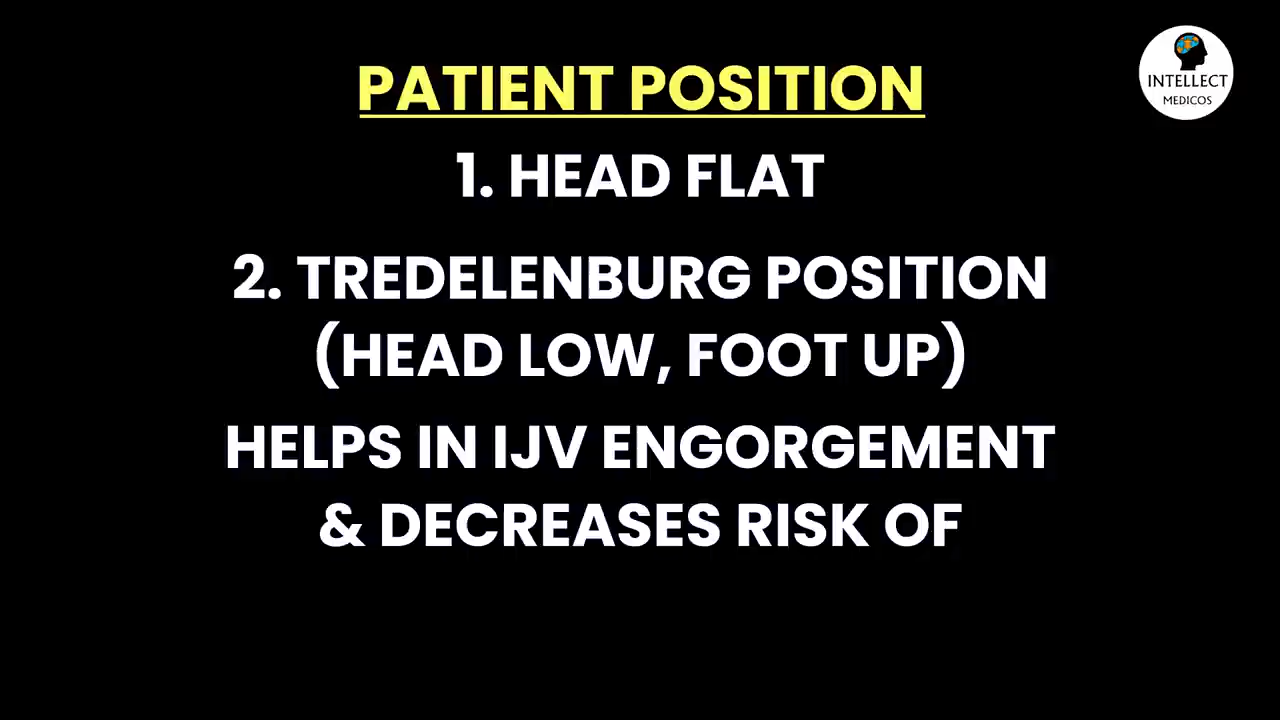 PATIENT POSITION
INTELLECT
MEDICOS
1. HEAD FLAT
2. TREDELENBURG POSITION
(HEAD LOW, FOOT UP)
HELPS IN IJV ENGORGEMENT
& DECREASES RISK OF